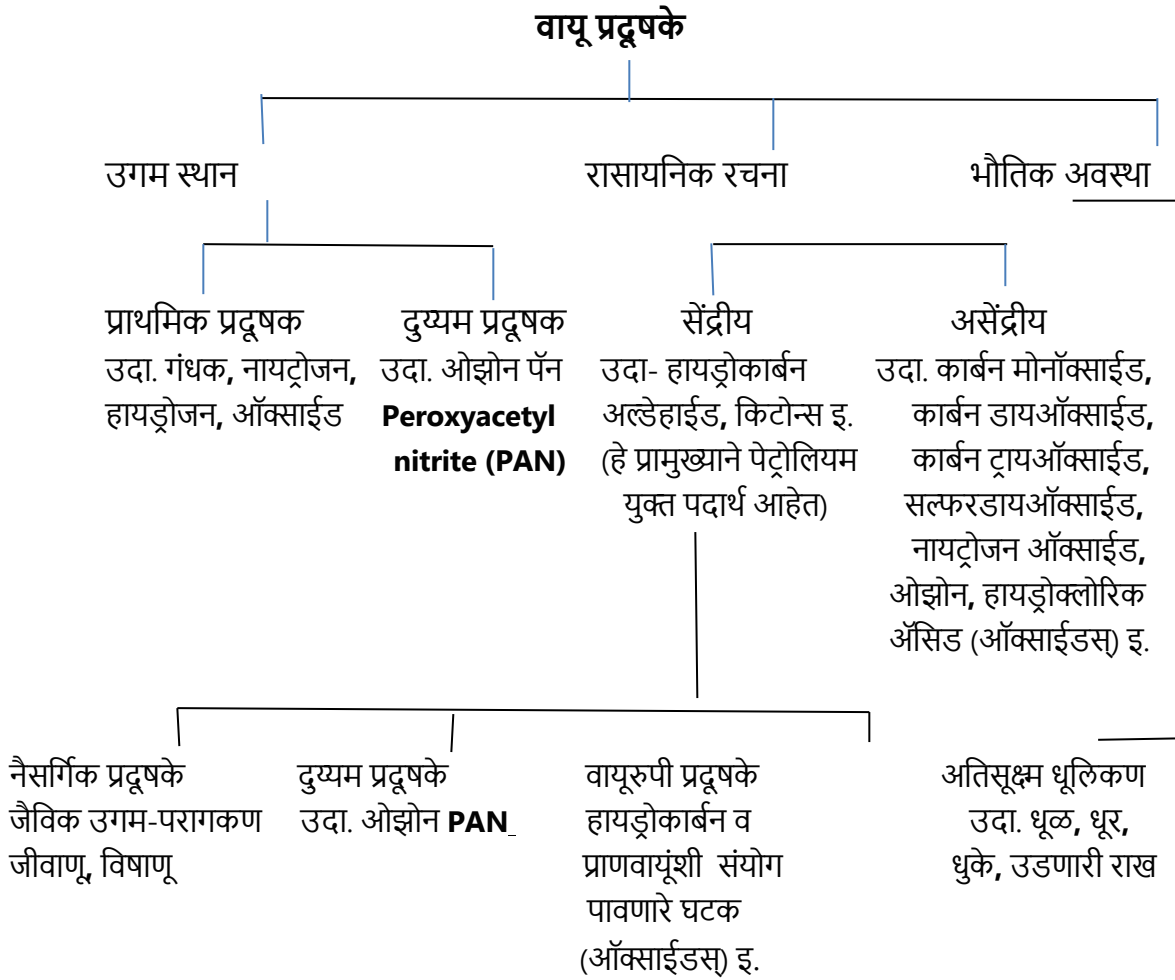 वायू प्रदूषके
उगम स्थान
रासायनिक रचना
भौतिक अवस्था
प्राथमिक प्रदूषक
उदा. गंधक, नायट्रोजन,
हायड्रोजन, ऑक्साईड
दुय्यम प्रदूषक
उदा. ओझोन पॅन
Peroxyacetyl
nitrite (PAN)
सेंद्रीय
उदा- हायड्रोकार्बन
अल्डेहाईड, किटोन्स इ.
(हे प्रामुख्याने पेट्रोलियम
युक्त पदार्थ आहेत)
असेंद्रीय
उदा. कार्बन मोनॉक्साईड,
कार्बन डायऑक्साईड,
कार्बन ट्रायऑक्साईड,
सल्फरडायऑक्साईड,
नायट्रोजन ऑक्साईड,
ओझोन, हायड्रोक्लोरिक
ॲसिड (ऑक्साईडस्) इ.
नैसर्गिक प्रदूषके
जैविक उगम-परागकण
जीवाणू, विषाणू
दुय्यम प्रदूषके
उदा. ओझोन PAN
वायूरुपी प्रदूषके
हायड्रोकार्बन व
प्राणवायूंशी संयोग
पावणारे घटक
(ऑक्साईडस्) इ.
अतिसूक्ष्म धूलिकण
उदा. धूळ, धूर,
धुके, उडणारी राख